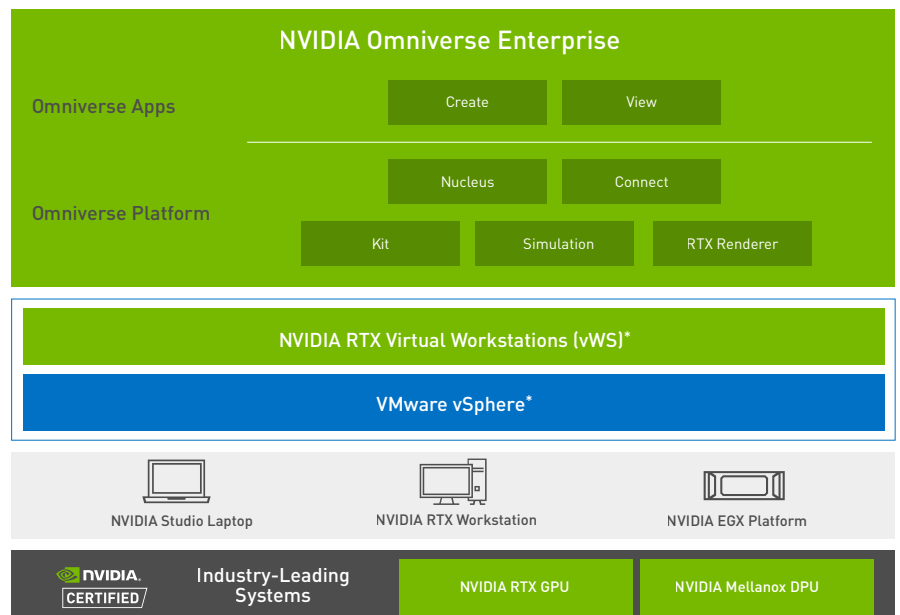 NVIDIA Omniverse Enterprise
Omniverse Apps
Create
View
Omniverse Platform
Nucleus
Connect
Kit
Simulation
RTX Renderer
NVIDIA RTX Virtual Workstations (vWS)*
VMware vSphere*
NVIDIA Studio Laptop
NVIDIA RTX Workstation
NVIDIA EGX Platform
NVIDIA.
CERTIFIED
Industry-Leading
Systems
NVIDIA RTX GPU
NVIDIA Mellanox DPU